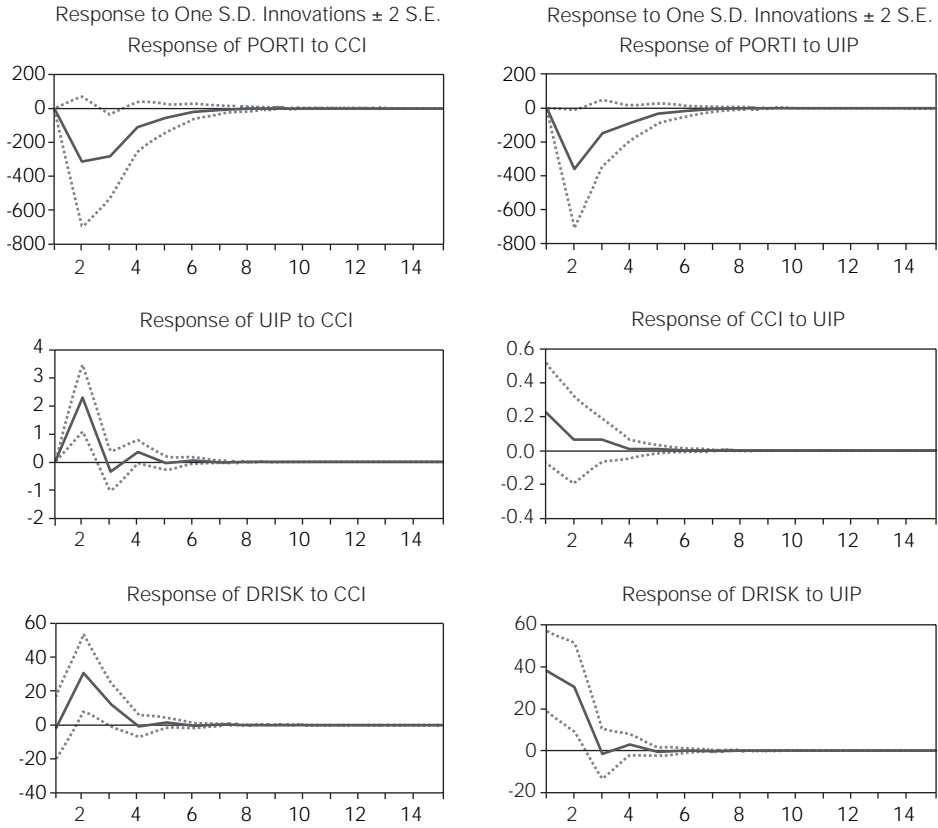 Response to One S.D. Innovations ± 2 S.E.
Response of PORTI to CCI
200
0
-200
-400
-600
-800
2 4 6 8 10 12 14
Response to One S.D. Innovations ± 2 S.E.
Response of PORTI to UIP
200
0
-200
-400
-600
-800
2 4 6 8 10 12 14
Response of UIP to CCI
4
3
2
1
0
-1
-2
2 4 6 8 10 12 14
Response of CCI to UIP
0.6
0.4
0.2
0.0
-0.2
-0.4
2 4 6 8 10 12 14
Response of DRISK to CCI
60
40
20
0
-20
-40
2 4 6 8 10 12 14
Response of DRISK to UIP
60
40
20
0
-20
2 4 6 8 10 12 14